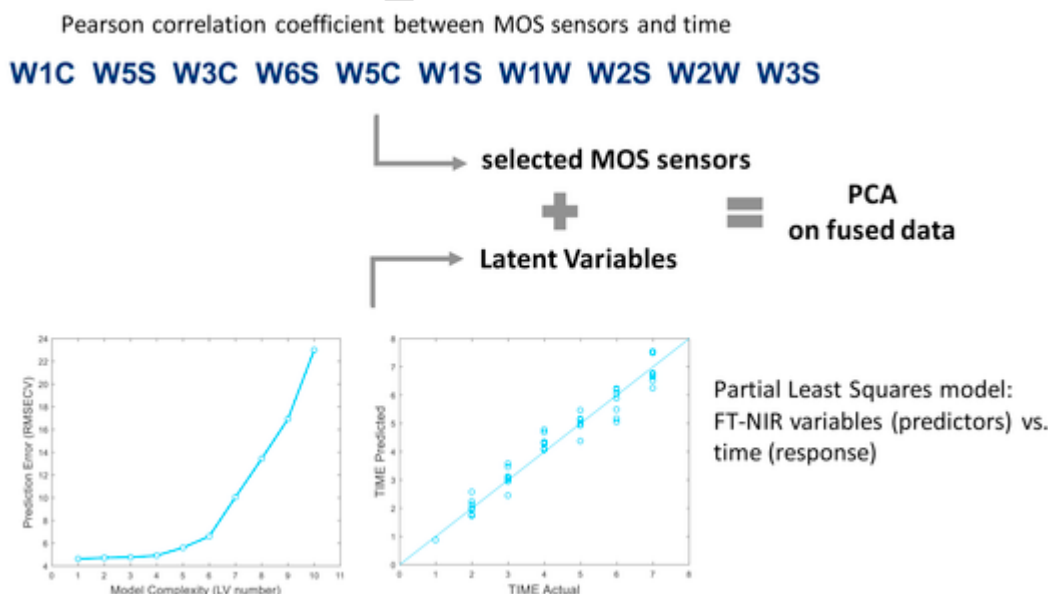 Pearson correlation coefficient between MOS sensors and time
W1C W5S W3C W6S W5C W1S W1W W2S W2W W3S
selected MOS sensors
PCA
on fused data
Latent Variables
24
22
20
18
16
14
12
10
8
6
4
Prediction Error (RMSECV)
0 1 2 3 4 5 6 7 8 9 10 11
Model Complexity (LV number)
8
7
6
5
4
3
2
1
0
TIME Predicted
0 1 2 3 4 5 6 7 8
TIME Actual
Partial Least Squares model:
FT-NIR variables (predictors) vs.
time (response)